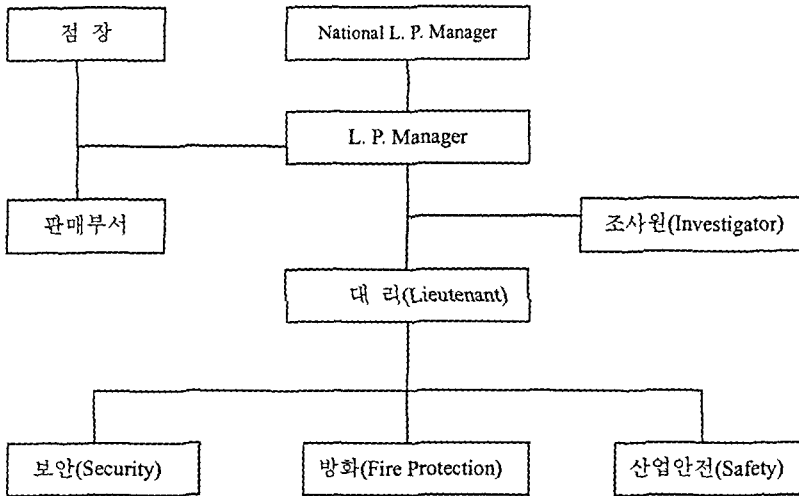 점 장
National L. P. Manager
L. P. Manager
판매부서
조사원(Investigator)
대 리(Lieutenant)
보안(Security)
방화(Fire Protection)
산업안전(Safety)